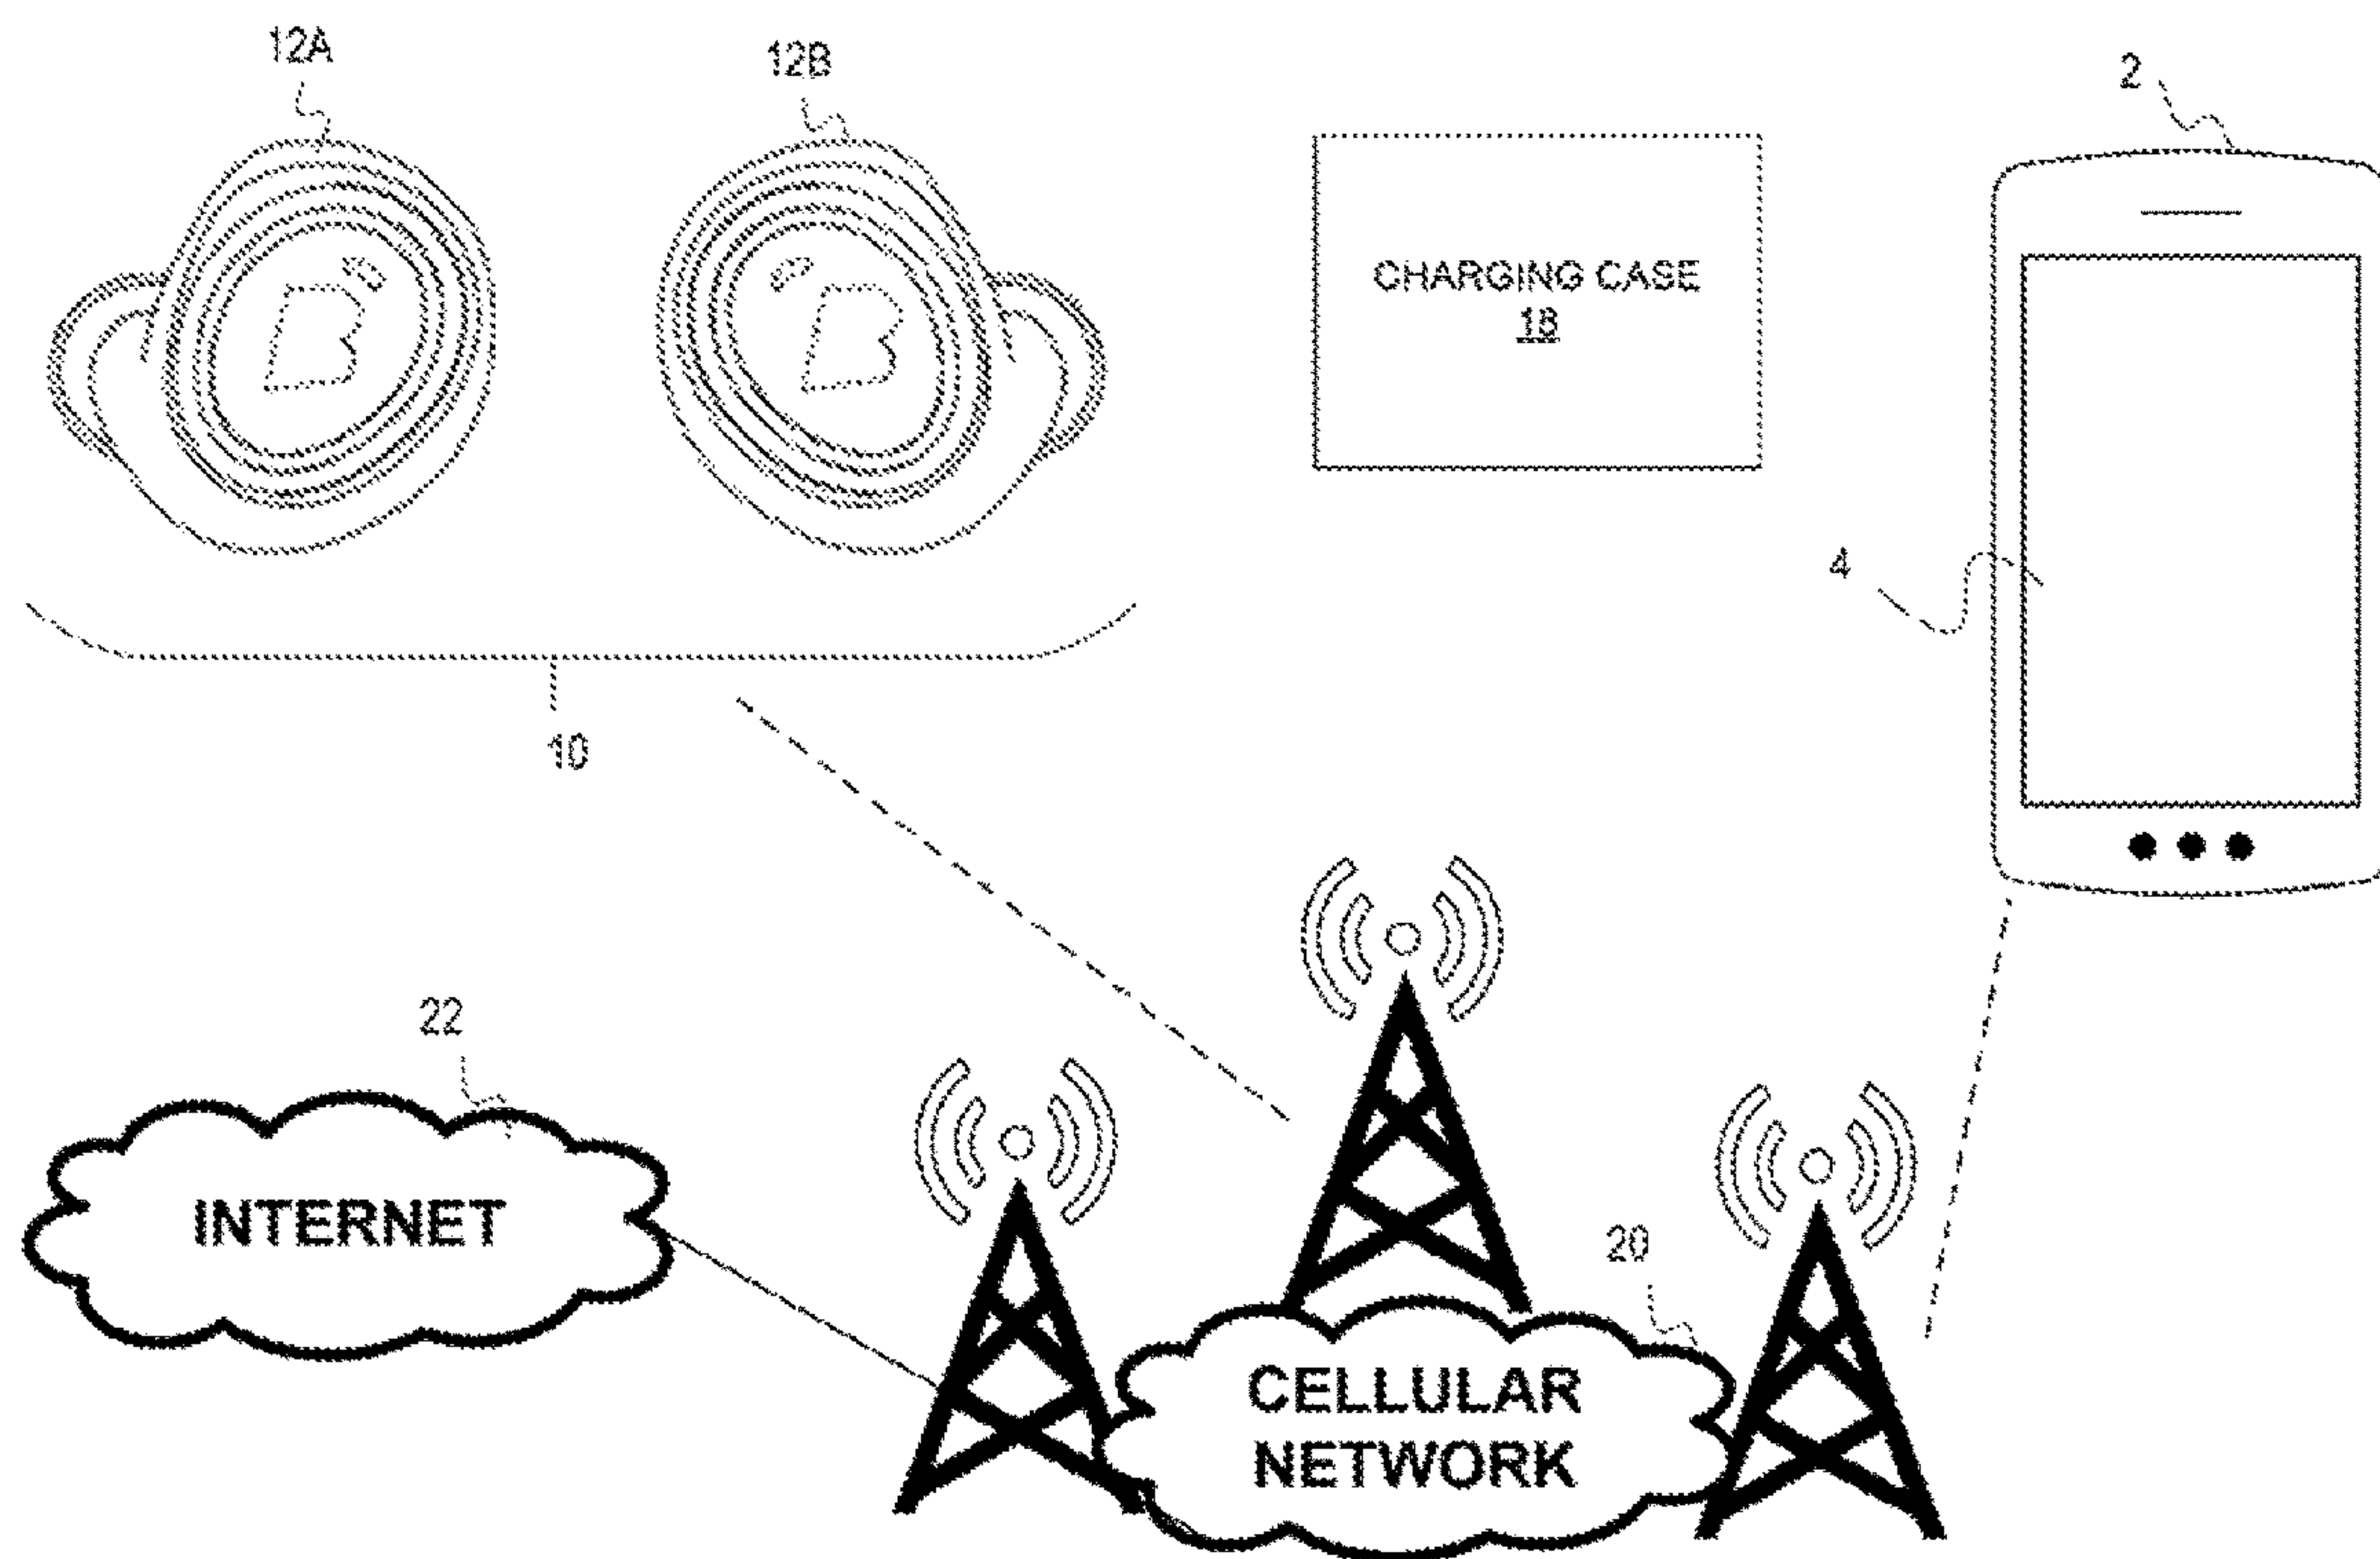 12A
12B
2
CHARGING CASE
18
4
10
22
INTERNET
20
CELLULAR
NETWORK